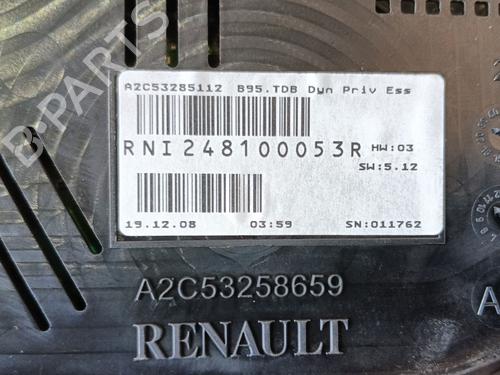 A2C53285112 B95.TDB Dyn Priv Ess
RNI248100053R HW:03
SW:5.12
19.12.08 03:59 SN:011762
A2C53258659
RENAULT
B-PARTS